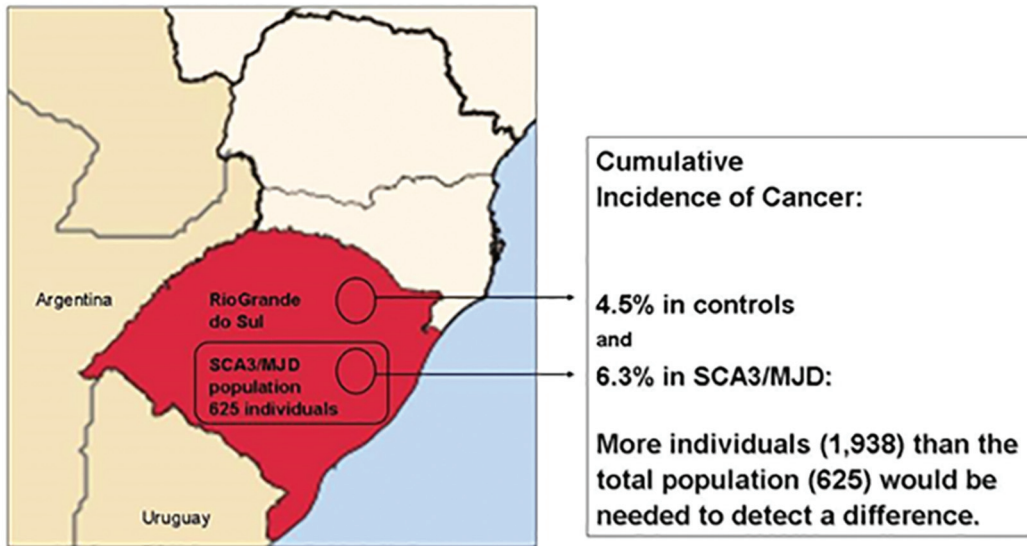 Argentina
RioGrande
do Sul
SCA3/MJD
population
625 individuals
Uruguay
Cumulative
Incidence of Cancer:
4.5% in controls
and
6.3% in SCA3/MJD:
More individuals (1,938) than the
total population (625) would be
needed to detect a difference.